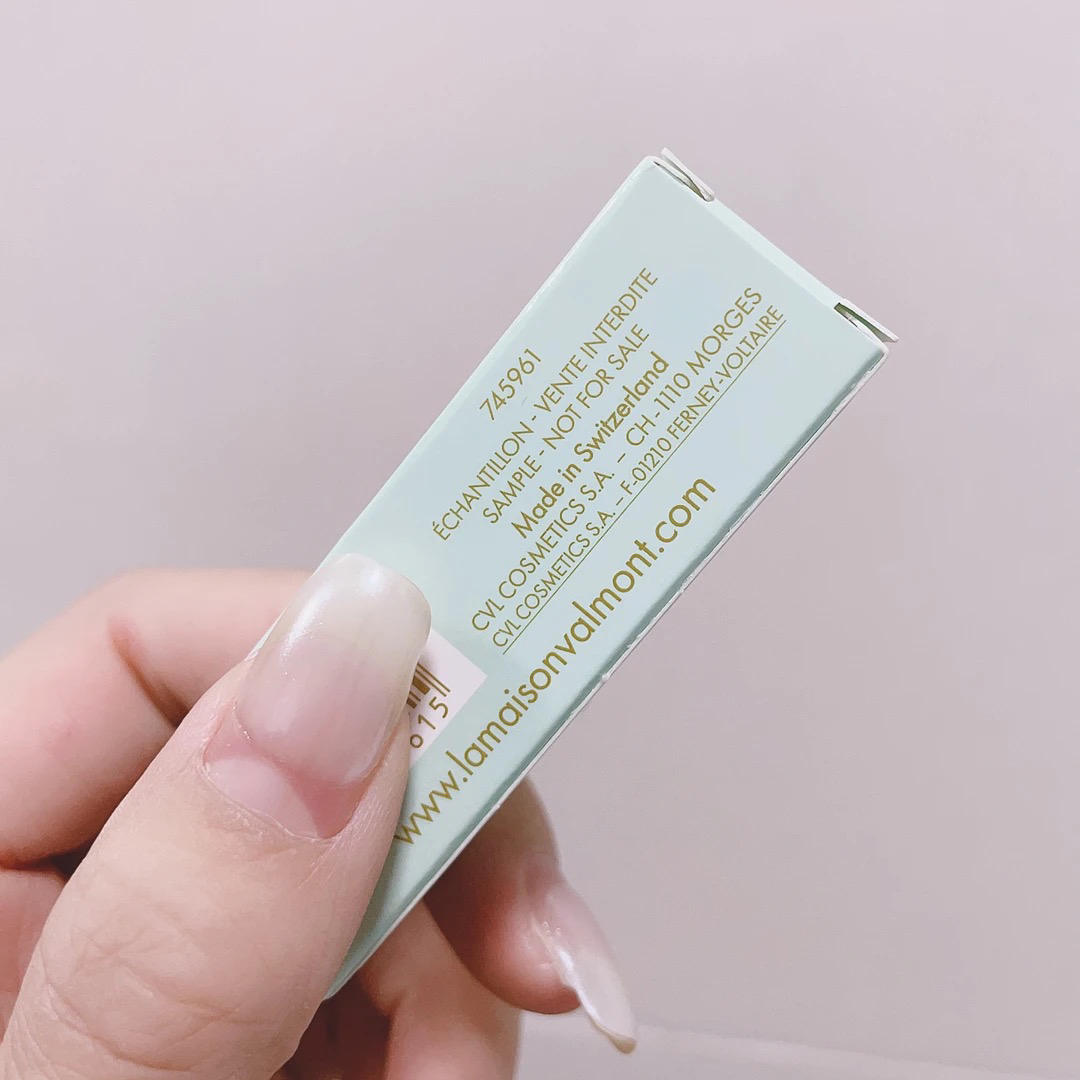 745961
ÉCHANTILLON - VENTE INTERDITE
SAMPLE - NOT FOR SALE
Made in Switzerland
CVL COSMETICS S.A. – CH - 1110 MORGES
CVL COSMETICS S.A. – F-01210 FERNEY-VOLTAIRE
www.lamaisonvalmont.com
15